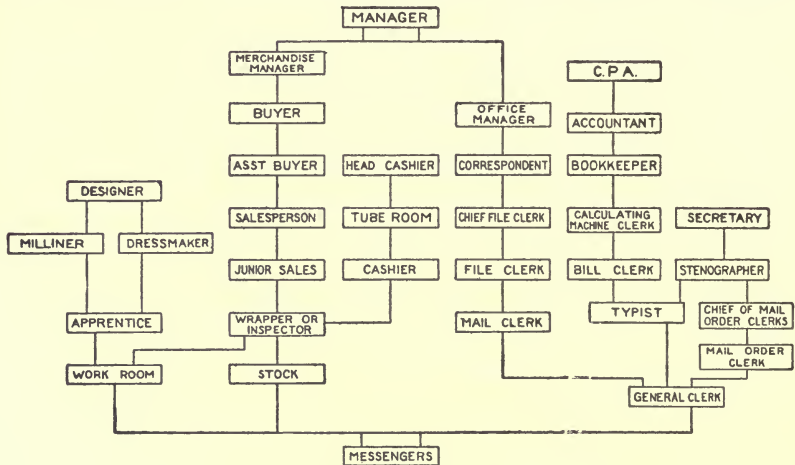 MANAGER
MERCHANDISE
MANAGER
C.P.A.
BUYER
OFFICE
MANAGER
ACCOUNTANT
ASST BUYER
HEAD CASHIER
CORRESPONDENT
BOOKKEEPER
DESIGNER
SALESPERSON
TUBE ROOM
CHIEF FILE CLERK
CALCULATING
MACHINE CLERK
SECRETARY
MILLINER
DRESSMAKER
JUNIOR SALES
CASHIER
FILE CLERK
BILL CLERK
STENOGRAPHER
APPRENTICE
WRAPPER OR
INSPECTOR
MAIL CLERK
TYPIST
CHIEF OF MAIL
ORDER CLERKS
WORK ROOM
STOCK
MAIL ORDER
CLERK
GENERAL CLERK
MESSENGERS